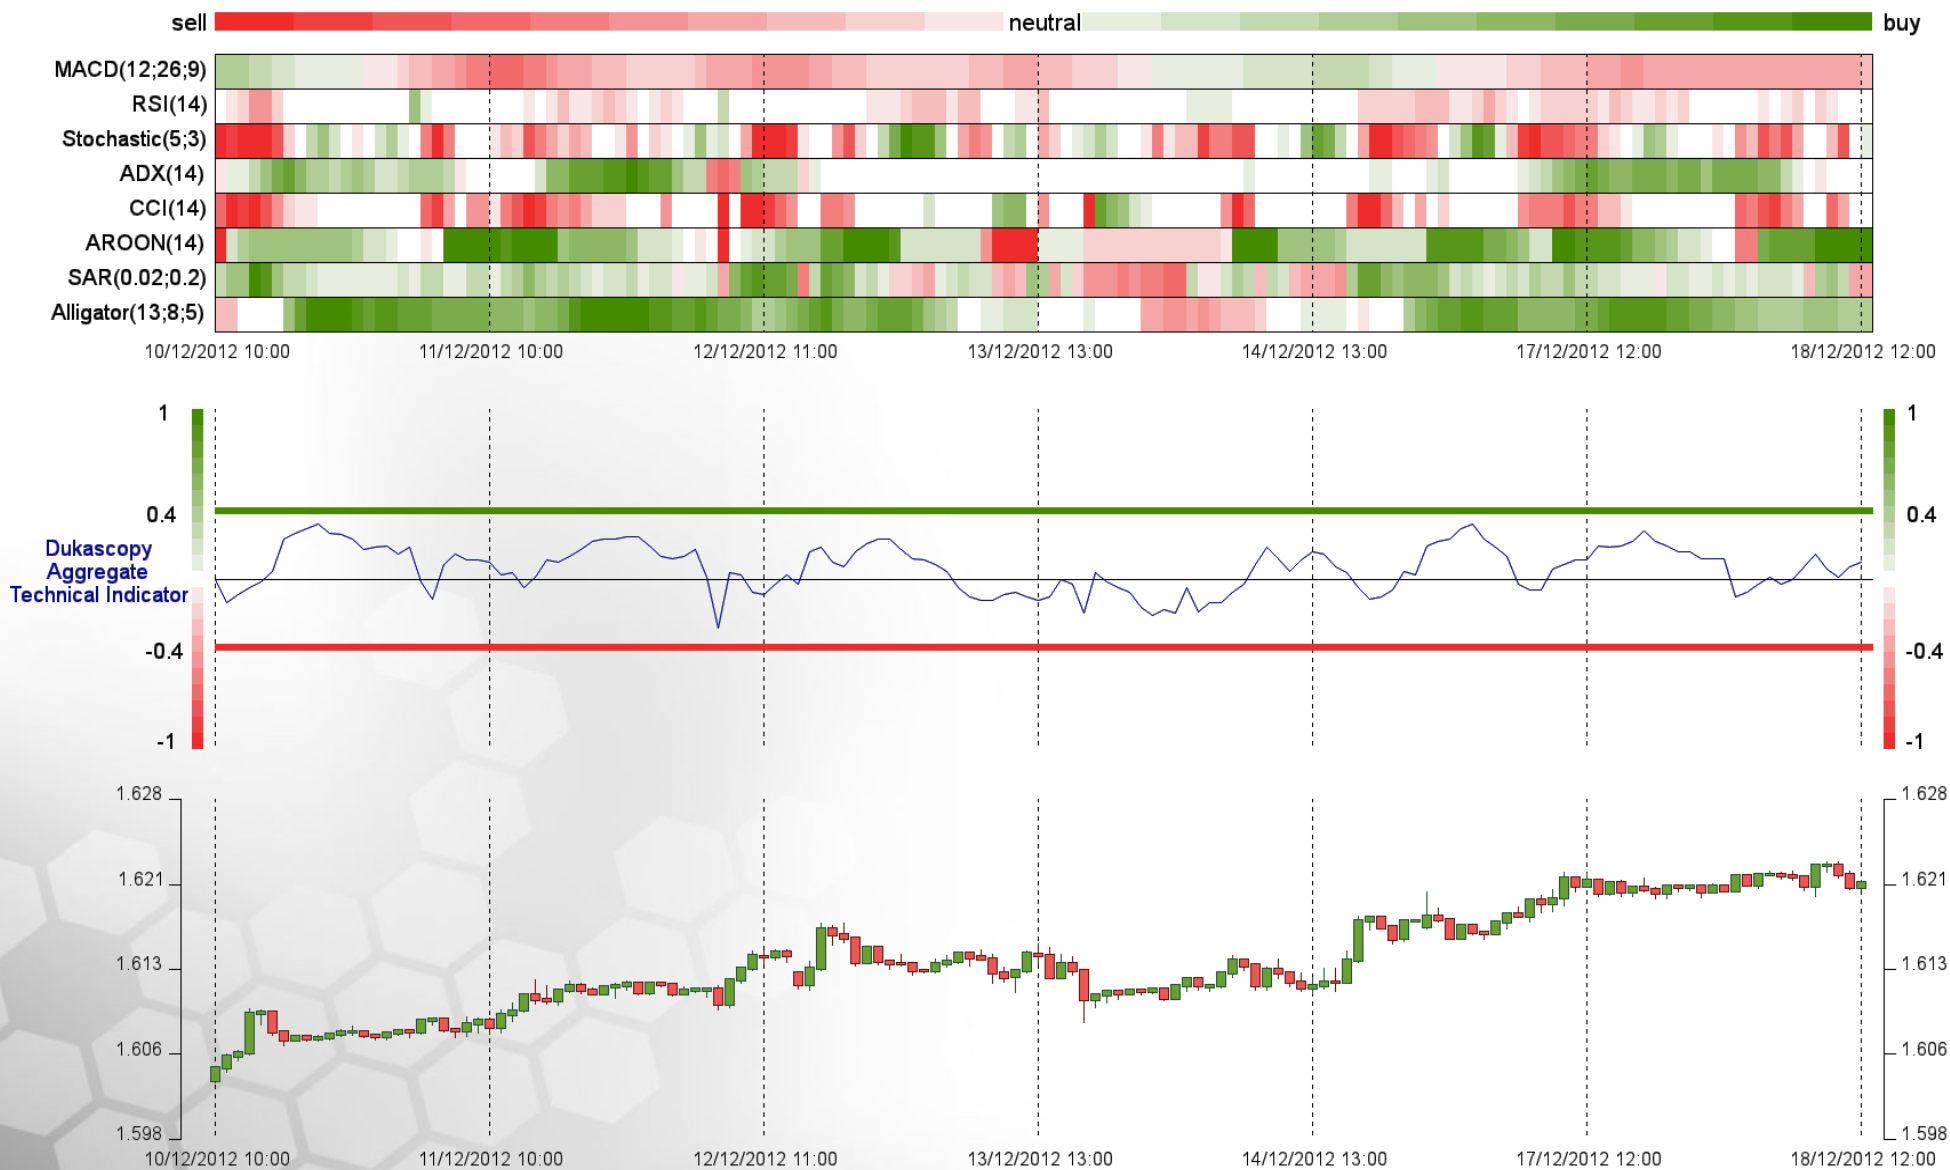 sell neutral buy
MACD(12;26;9)
RSI(14)
Stochastic(5;3)
ADX(14)
CCI(14)
AROON(14)
SAR(0.02;0.2)
Alligator(13;8;5)
10/12/2012 10:00 11/12/2012 10:00 12/12/2012 11:00 13/12/2012 13:00 14/12/2012 13:00 17/12/2012 12:00 18/12/2012 12:00
1 1
0.4 0.4
Dukascopy
Aggregate
Technical Indicator
-0.4 -0.4
-1 -1
1.628 1.628
1.621 1.621
1.613 1.613
1.606 1.606
1.598 1.598
10/12/2012 10:00 11/12/2012 10:00 12/12/2012 11:00 13/12/2012 13:00 14/12/2012 13:00 17/12/2012 12:00 18/12/2012 12:00